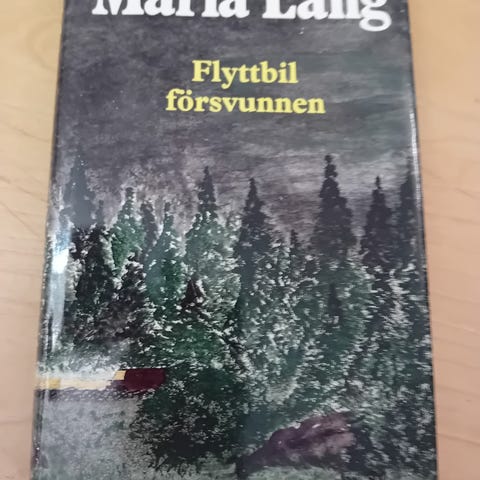 Maria Lang
Flyttbil
försvunnen